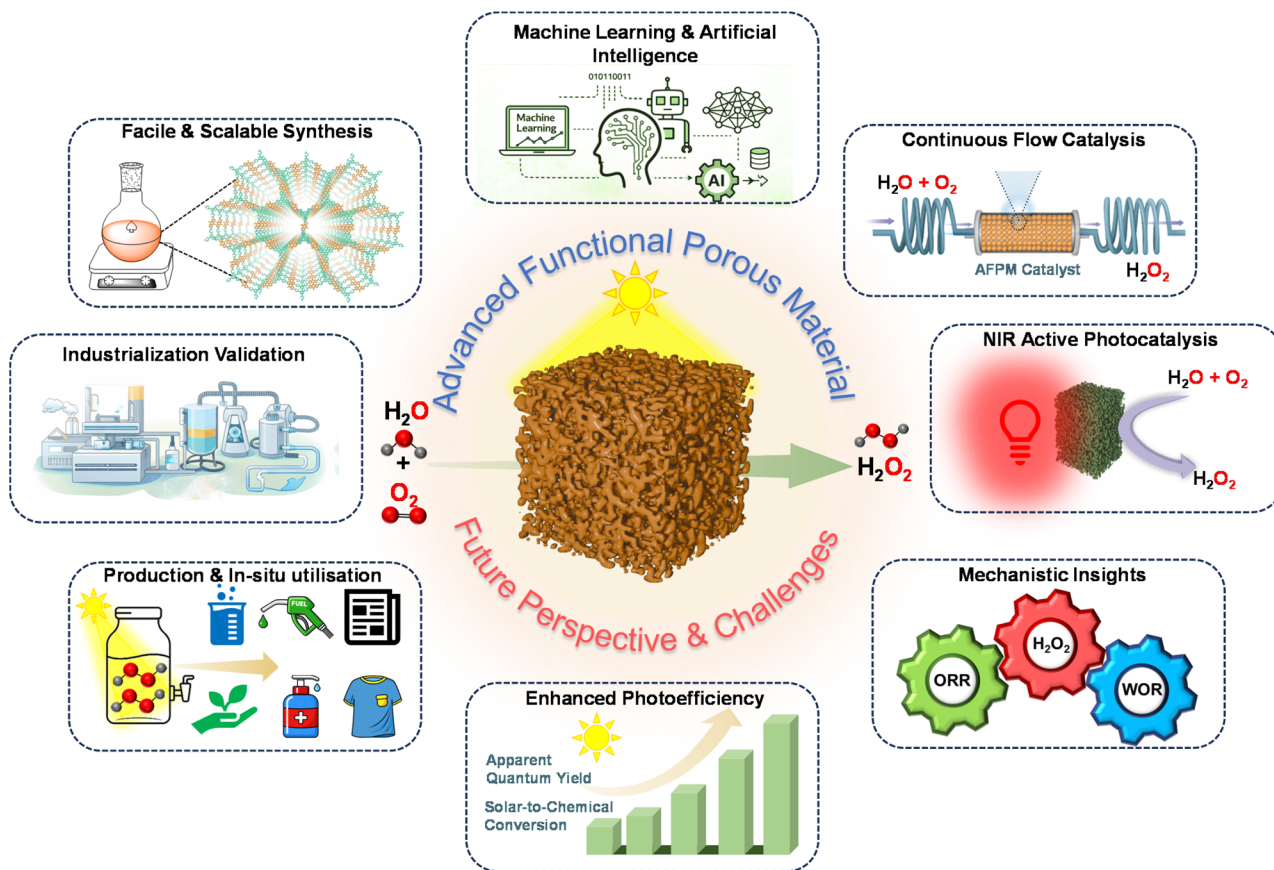 Machine Learning & Artificial
Intelligence
010110011
Machine
Learning
AI
Facile & Scalable Synthesis
Continuous Flow Catalysis
H₂O + O₂
AFPM Catalyst
H₂O₂
Industrialization Validation
Advanced Functional Porous Material
H₂O
+
O₂
H₂O₂
Future Perspective & Challenges
NIR Active Photocatalysis
H₂O + O₂
H₂O₂
Production & In-situ utilisation
FUEL
Enhanced Photoefficiency
Apparent
Quantum Yield
Solar-to-Chemical
Conversion
Mechanistic Insights
ORR
H₂O₂
WOR